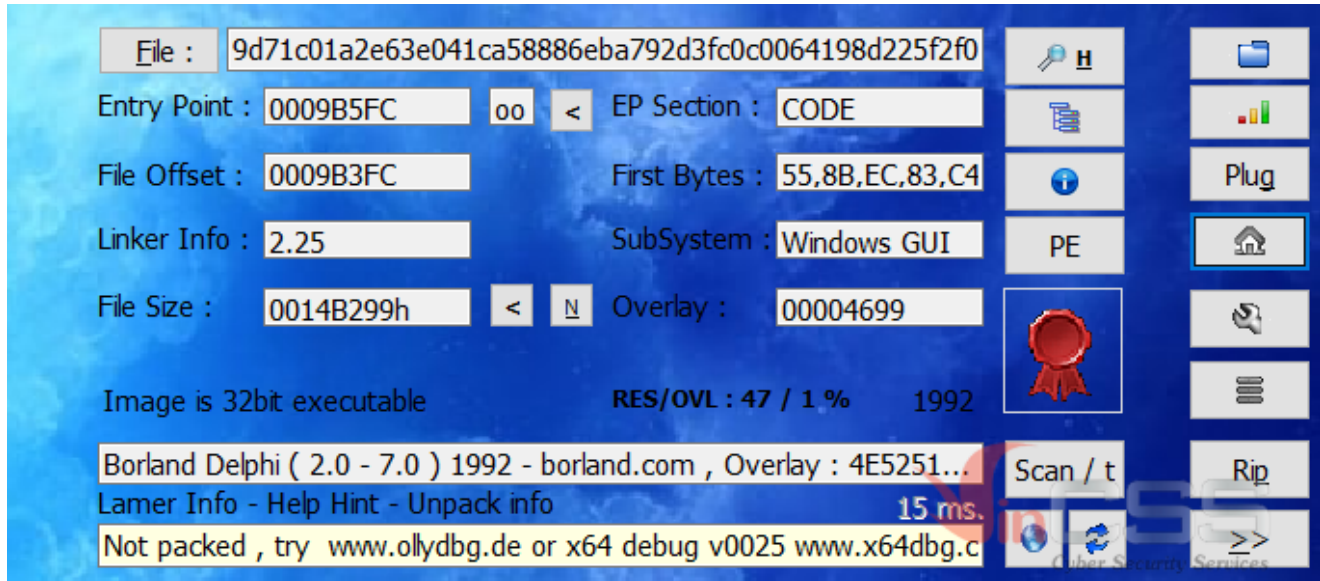 File : 9d71c01a2e63e041ca58886eba792d3fc0c0064198d225f2f0 H
Entry Point : 0009B5FC oo < EP Section : CODE
File Offset : 0009B3FC First Bytes : 55,8B,EC,83,C4 Plug
Linker Info : 2.25 SubSystem : Windows GUI PE
File Size : 0014B299h < N Overlay : 00004699
Image is 32bit executable RES/OVL : 47 / 1 % 1992
Borland Delphi ( 2.0 - 7.0 ) 1992 - borland.com , Overlay : 4E5251... Scan / t Rip
Lamer Info - Help Hint - Unpack info 15 ms.
Not packed , try www.ollydbg.de or x64 debug v0025 www.x64dbg.c >>
inCSS
Cyber Security Services